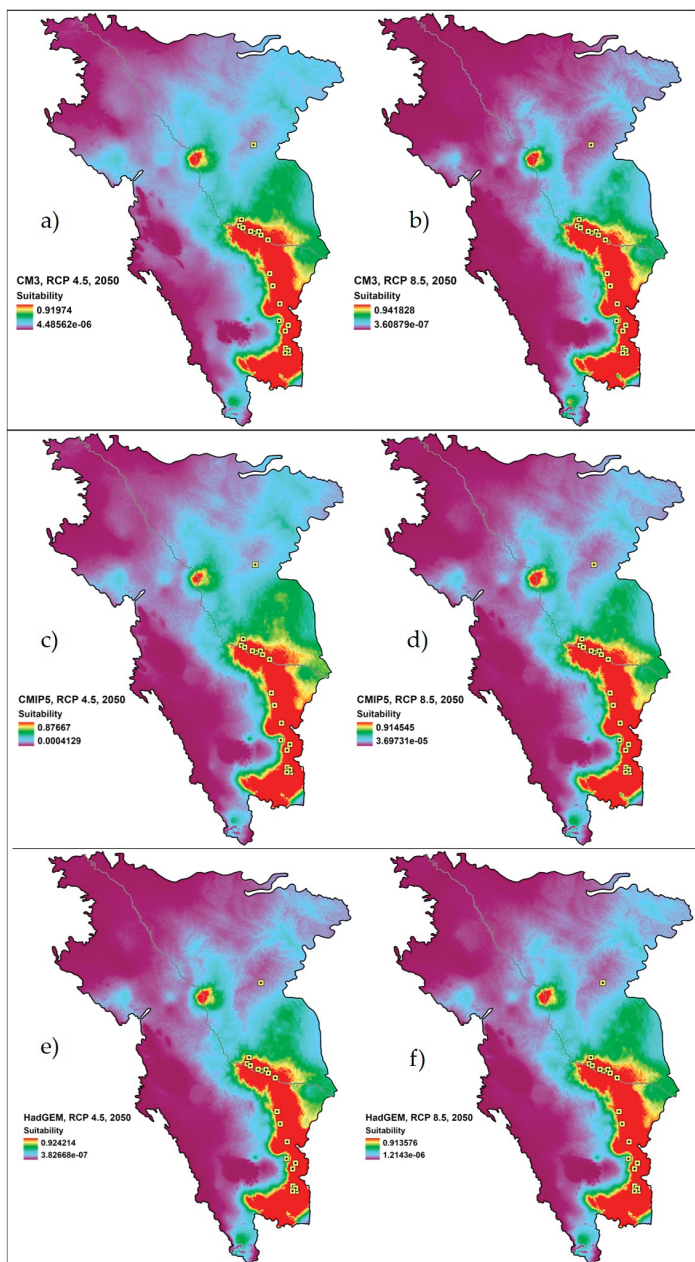 a)
CM3, RCP 4.5, 2050
Suitability
0.91974
4.48562e-06
b)
CM3, RCP 8.5, 2050
Suitability
0.941828
3.60879e-07
c)
CMIP5, RCP 4.5, 2050
Suitability
0.87667
0.0004129
d)
CMIP5, RCP 8.5, 2050
Suitability
0.914545
3.69731e-05
e)
HadGEM, RCP 4.5, 2050
Suitability
0.924214
3.82668e-07
f)
HadGEM, RCP 8.5, 2050
Suitability
0.913576
1.2143e-06